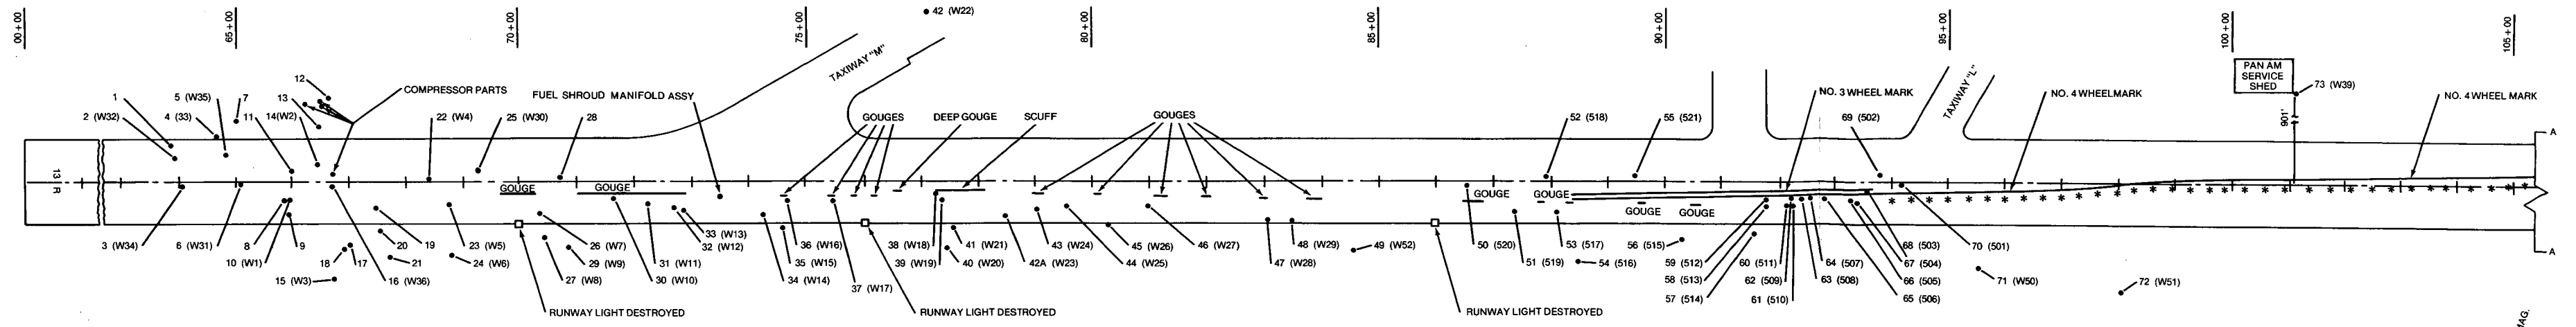 00+00
65+00
70+00
75+00
80+00
85+00
90+00
95+00
100+00
105+00
42 (W22)
TAXIWAY "M"
TAXIWAY "L"
PAN AM
SERVICE
SHED
73 (W39)
901'
12
1
2 (W32)
5 (W35)
4 (33)
7
11
13
14(W2)
COMPRESSOR PARTS
22 (W4)
25 (W30)
28
FUEL SHROUD MANIFOLD ASSY
GOUGES
DEEP GOUGE
SCUFF
GOUGES
52 (518)
55 (521)
NO. 3 WHEEL MARK
69 (502)
NO. 4 WHEELMARK
NO. 4 WHEEL MARK
A
13 R
GOUGE
GOUGE
GOUGE
GOUGE
GOUGE
GOUGE
3 (W34)
6 (W31)
8
9
10 (W1)
18
17
15 (W3)
20
19
21
16 (W36)
23 (W5)
24 (W6)
26 (W7)
29 (W9)
27 (W8)
33 (W13)
32 (W12)
31 (W11)
30 (W10)
36 (W16)
35 (W15)
34 (W14)
37 (W17)
38 (W18)
39 (W19)
41 (W21)
40 (W20)
42A (W23)
43 (W24)
44 (W25)
45 (W26)
46 (W27)
47 (W28)
48 (W29)
49 (W52)
50 (520)
51 (519)
53 (517)
54 (516)
56 (515)
59 (512)
58 (513)
57 (514)
60 (511)
62 (509)
61 (510)
64 (507)
63 (508)
68 (503)
67 (504)
66 (505)
65 (506)
70 (501)
71 (W50)
72 (W51)
A
RUNWAY LIGHT DESTROYED
RUNWAY LIGHT DESTROYED
RUNWAY LIGHT DESTROYED